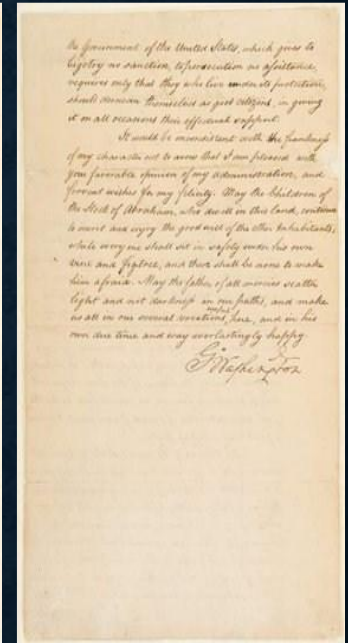 the Government of the United States, which gives to
bigotry no sanction, to persecution no assistance,
requires only that they who live under its protection,
should demean themselves as good citizens, in giving
it on all occasions their effectual support.
It would be inconsistent with the frankness
of my character not to avow that I am pleased with
your favorable opinion of my administration, and
fervent wishes for my felicity. May the Children of
the Stock of Abraham, who dwell in this land, continue
to merit and enjoy the good will of the other Inhabitants,
while every one shall sit in safety under his own
vine and figtree, and there shall be none to make
him afraid. May the father of all mercies scatter
light and not darkness in our paths, and make
us all in our several vocations useful here, and in his
own due time and way everlastingly happy.
G. Washington